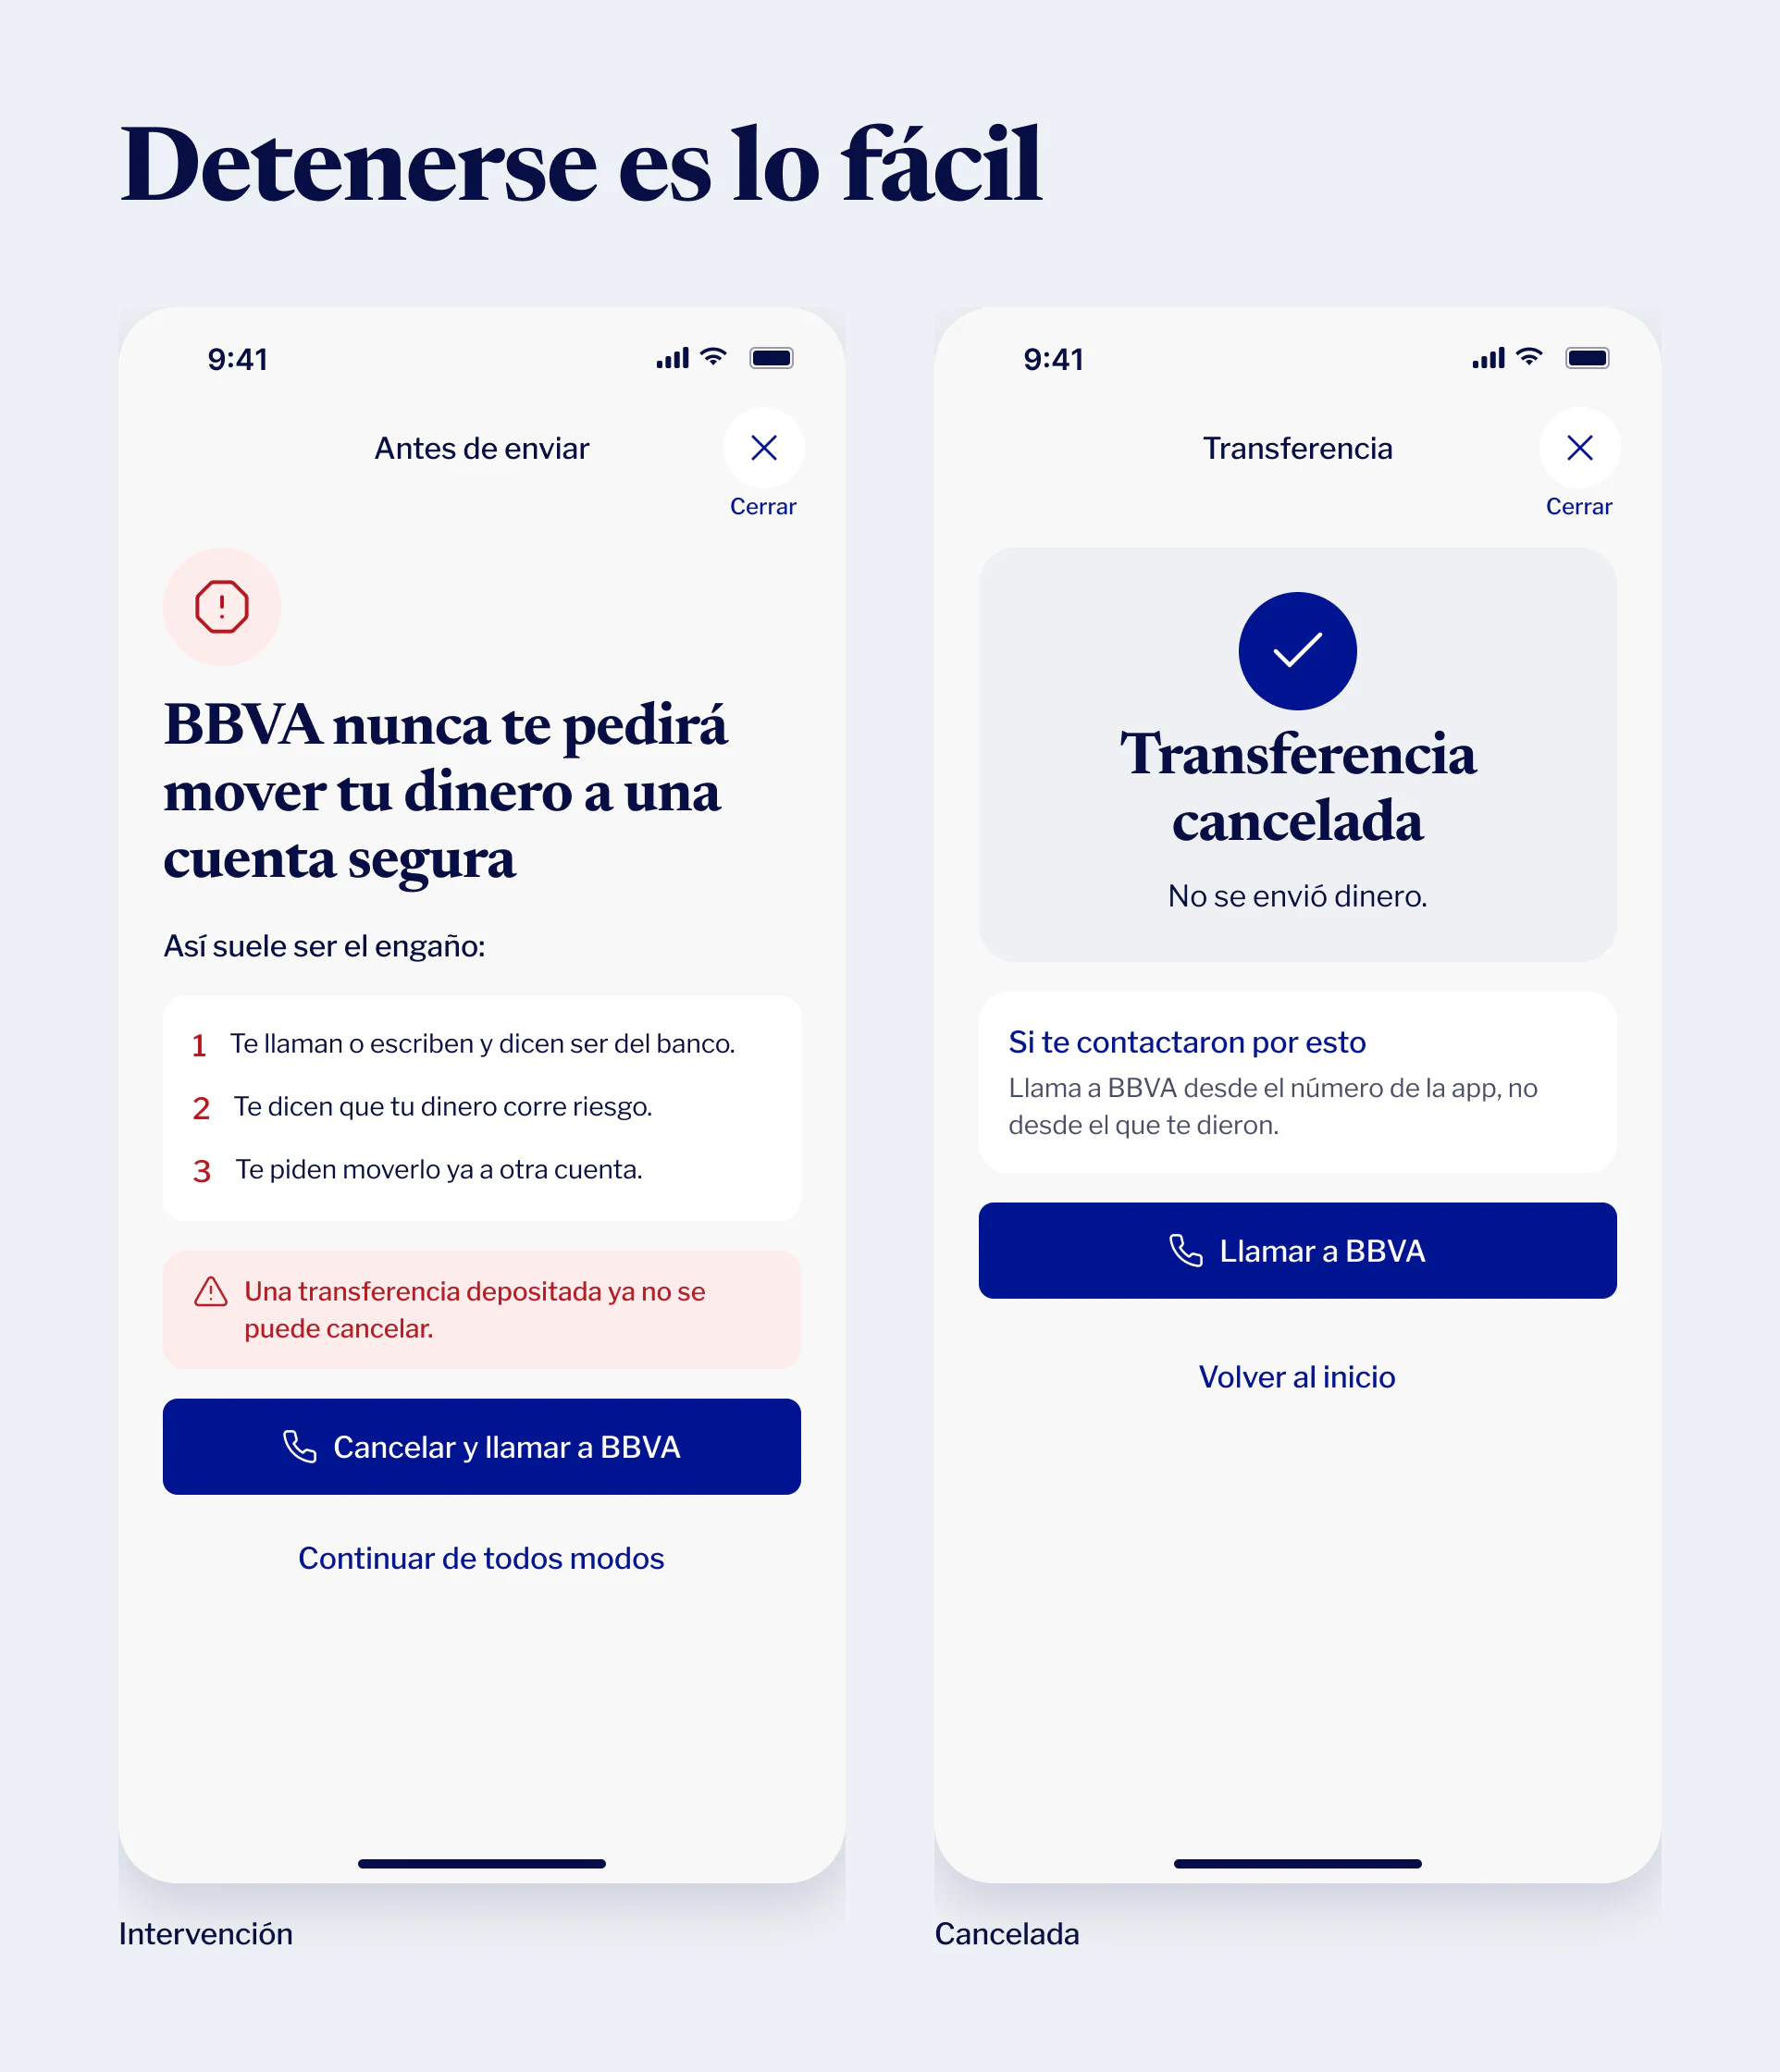 Detenerse es lo fácil
9:41
Antes de enviar
Cerrar
BBVA nunca te pedirá
mover tu dinero a una
cuenta segura
Así suele ser el engaño:
1 Te llaman o escriben y dicen ser del banco.
2 Te dicen que tu dinero corre riesgo.
3 Te piden moverlo ya a otra cuenta.
Una transferencia depositada ya no se
puede cancelar.
Cancelar y llamar a BBVA
Continuar de todos modos
Intervención
9:41
Transferencia
Cerrar
Transferencia
cancelada
No se envió dinero.
Si te contactaron por esto
Llama a BBVA desde el número de la app, no
desde el que te dieron.
Llamar a BBVA
Volver al inicio
Cancelada